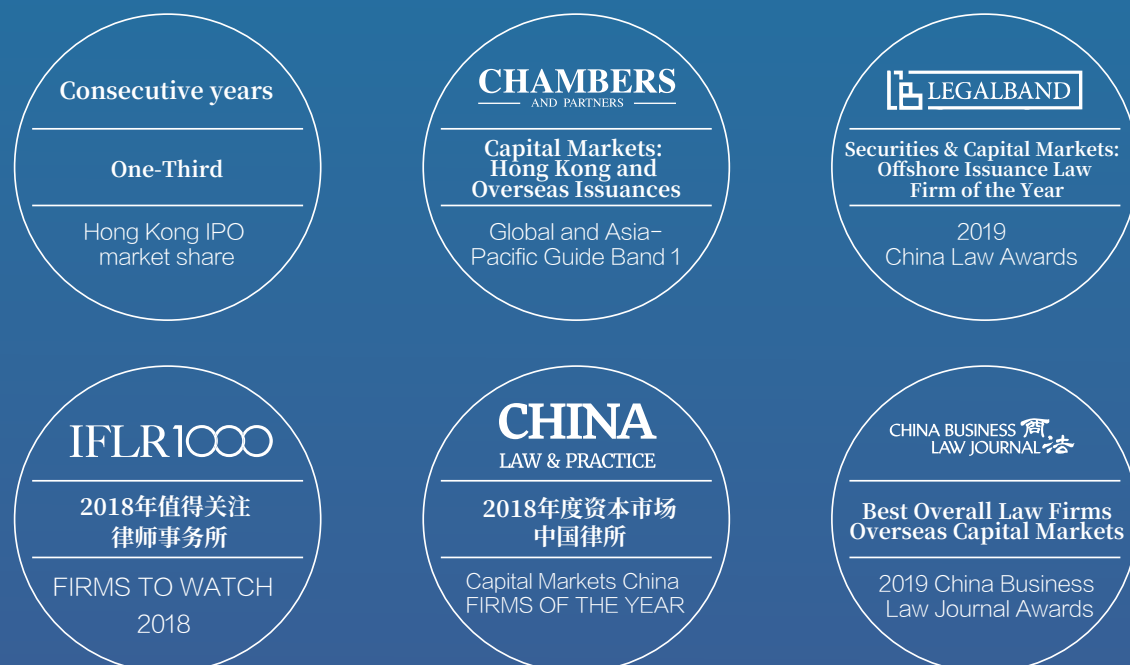 Consecutive years
One-Third
Hong Kong IPO
market share
CHAMBERS
AND PARTNERS
Capital Markets:
Hong Kong and
Overseas Issuances
Global and Asia-
Pacific Guide Band 1
LEGALBAND
Securities & Capital Markets:
Offshore Issuance Law
Firm of the Year
2019
China Law Awards
IFLR1000
2018年值得关注
律师事务所
FIRMS TO WATCH
2018
CHINA
LAW & PRACTICE
2018年度资本市场
中国律所
Capital Markets China
FIRMS OF THE YEAR
CHINA BUSINESS 商
LAW JOURNAL 法
Best Overall Law Firms
Overseas Capital Markets
2019 China Business
Law Journal Awards